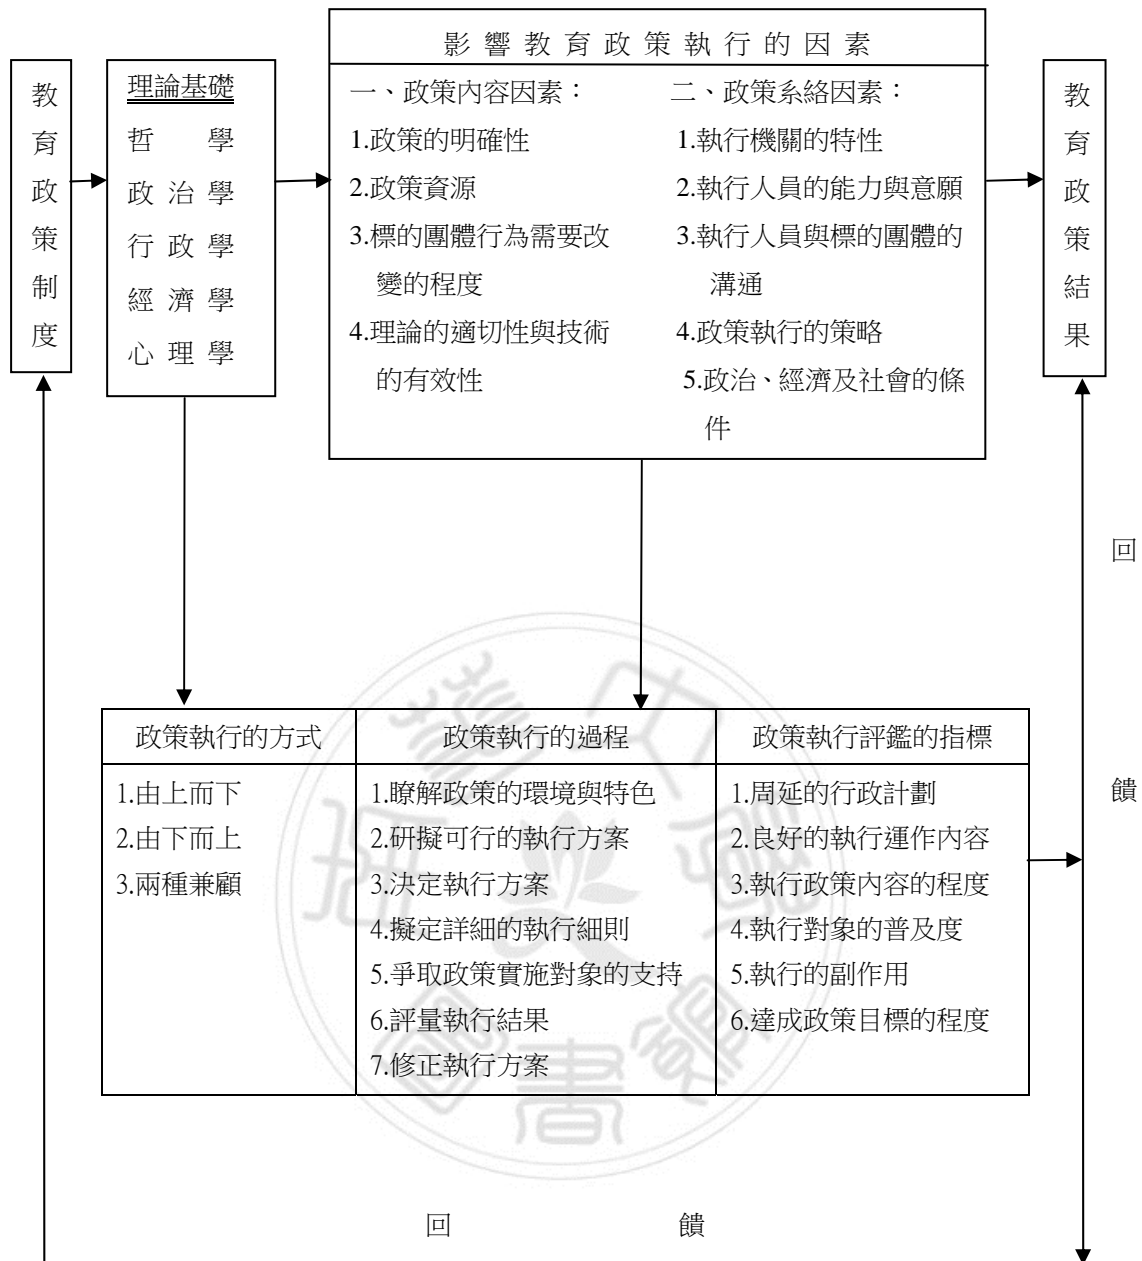 教育政策制度
理論基礎
哲學
政治學
行政學
經濟學
心理學
影響教育政策執行的因素
一、政策內容因素：
1.政策的明確性
2.政策資源
3.標的團體行為需要改
變的程度
4.理論的適切性與技術
的有效性
二、政策系絡因素：
1.執行機關的特性
2.執行人員的能力與意願
3.執行人員與標的團體的
溝通
4.政策執行的策略
5.政治、經濟及社會的條
件
教育政策結果
回
饋
政策執行的方式
1.由上而下
2.由下而上
3.兩種兼顧
政策執行的過程
1.瞭解政策的環境與特色
2.研擬可行的執行方案
3.決定執行方案
4.擬定詳細的執行細則
5.爭取政策實施對象的支持
6.評量執行結果
7.修正執行方案
政策執行評鑑的指標
1.周延的行政計劃
2.良好的執行運作內容
3.執行政策內容的程度
4.執行對象的普及度
5.執行的副作用
6.達成政策目標的程度
回 饋